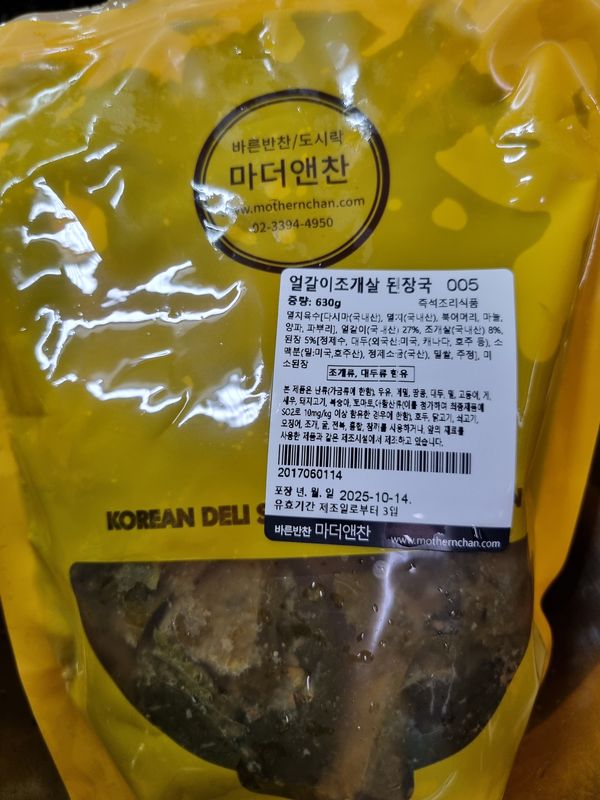 바른반찬/도시락
마더앤찬
www.mothernchan.com
02-3394-4950
얼갈이조개살 된장국 005
중량: 630g 즉석조리식품
멸치육수[다시마(국내산), 멸치(국내산), 북어머리, 마늘,
양파, 파뿌리], 얼갈이(국내산) 27%, 조개살(국내산) 8%,
된장 5%[정제수, 대두(외국산:미국, 캐나다, 호주 등), 소
맥분(밀:미국,호주산), 정제소금(국산), 밀쌀, 주정], 미
소된장
조개류, 대두류 함유
본 제품은 난류(가금류에 한함), 우유, 메밀, 땅콩, 대두, 밀, 고등어, 게,
새우, 돼지고기, 복숭아, 토마토, 아황산류(이를 첨가하여 최종제품에
SO2로 10mg/kg 이상 함유한 경우에 한함), 호두, 닭고기, 쇠고기,
오징어, 조개, 굴, 전복, 홍합, 잣을 사용하거나, 앞의 재료를
사용한 제품과 같은 제조시설에서 제조하고 있습니다.
2017060114
포장 년, 월, 일 2025-10-14.
유효기간 제조일로부터 3일
바른반찬 마더앤찬 www.mothernchan.com
KOREAN DELI